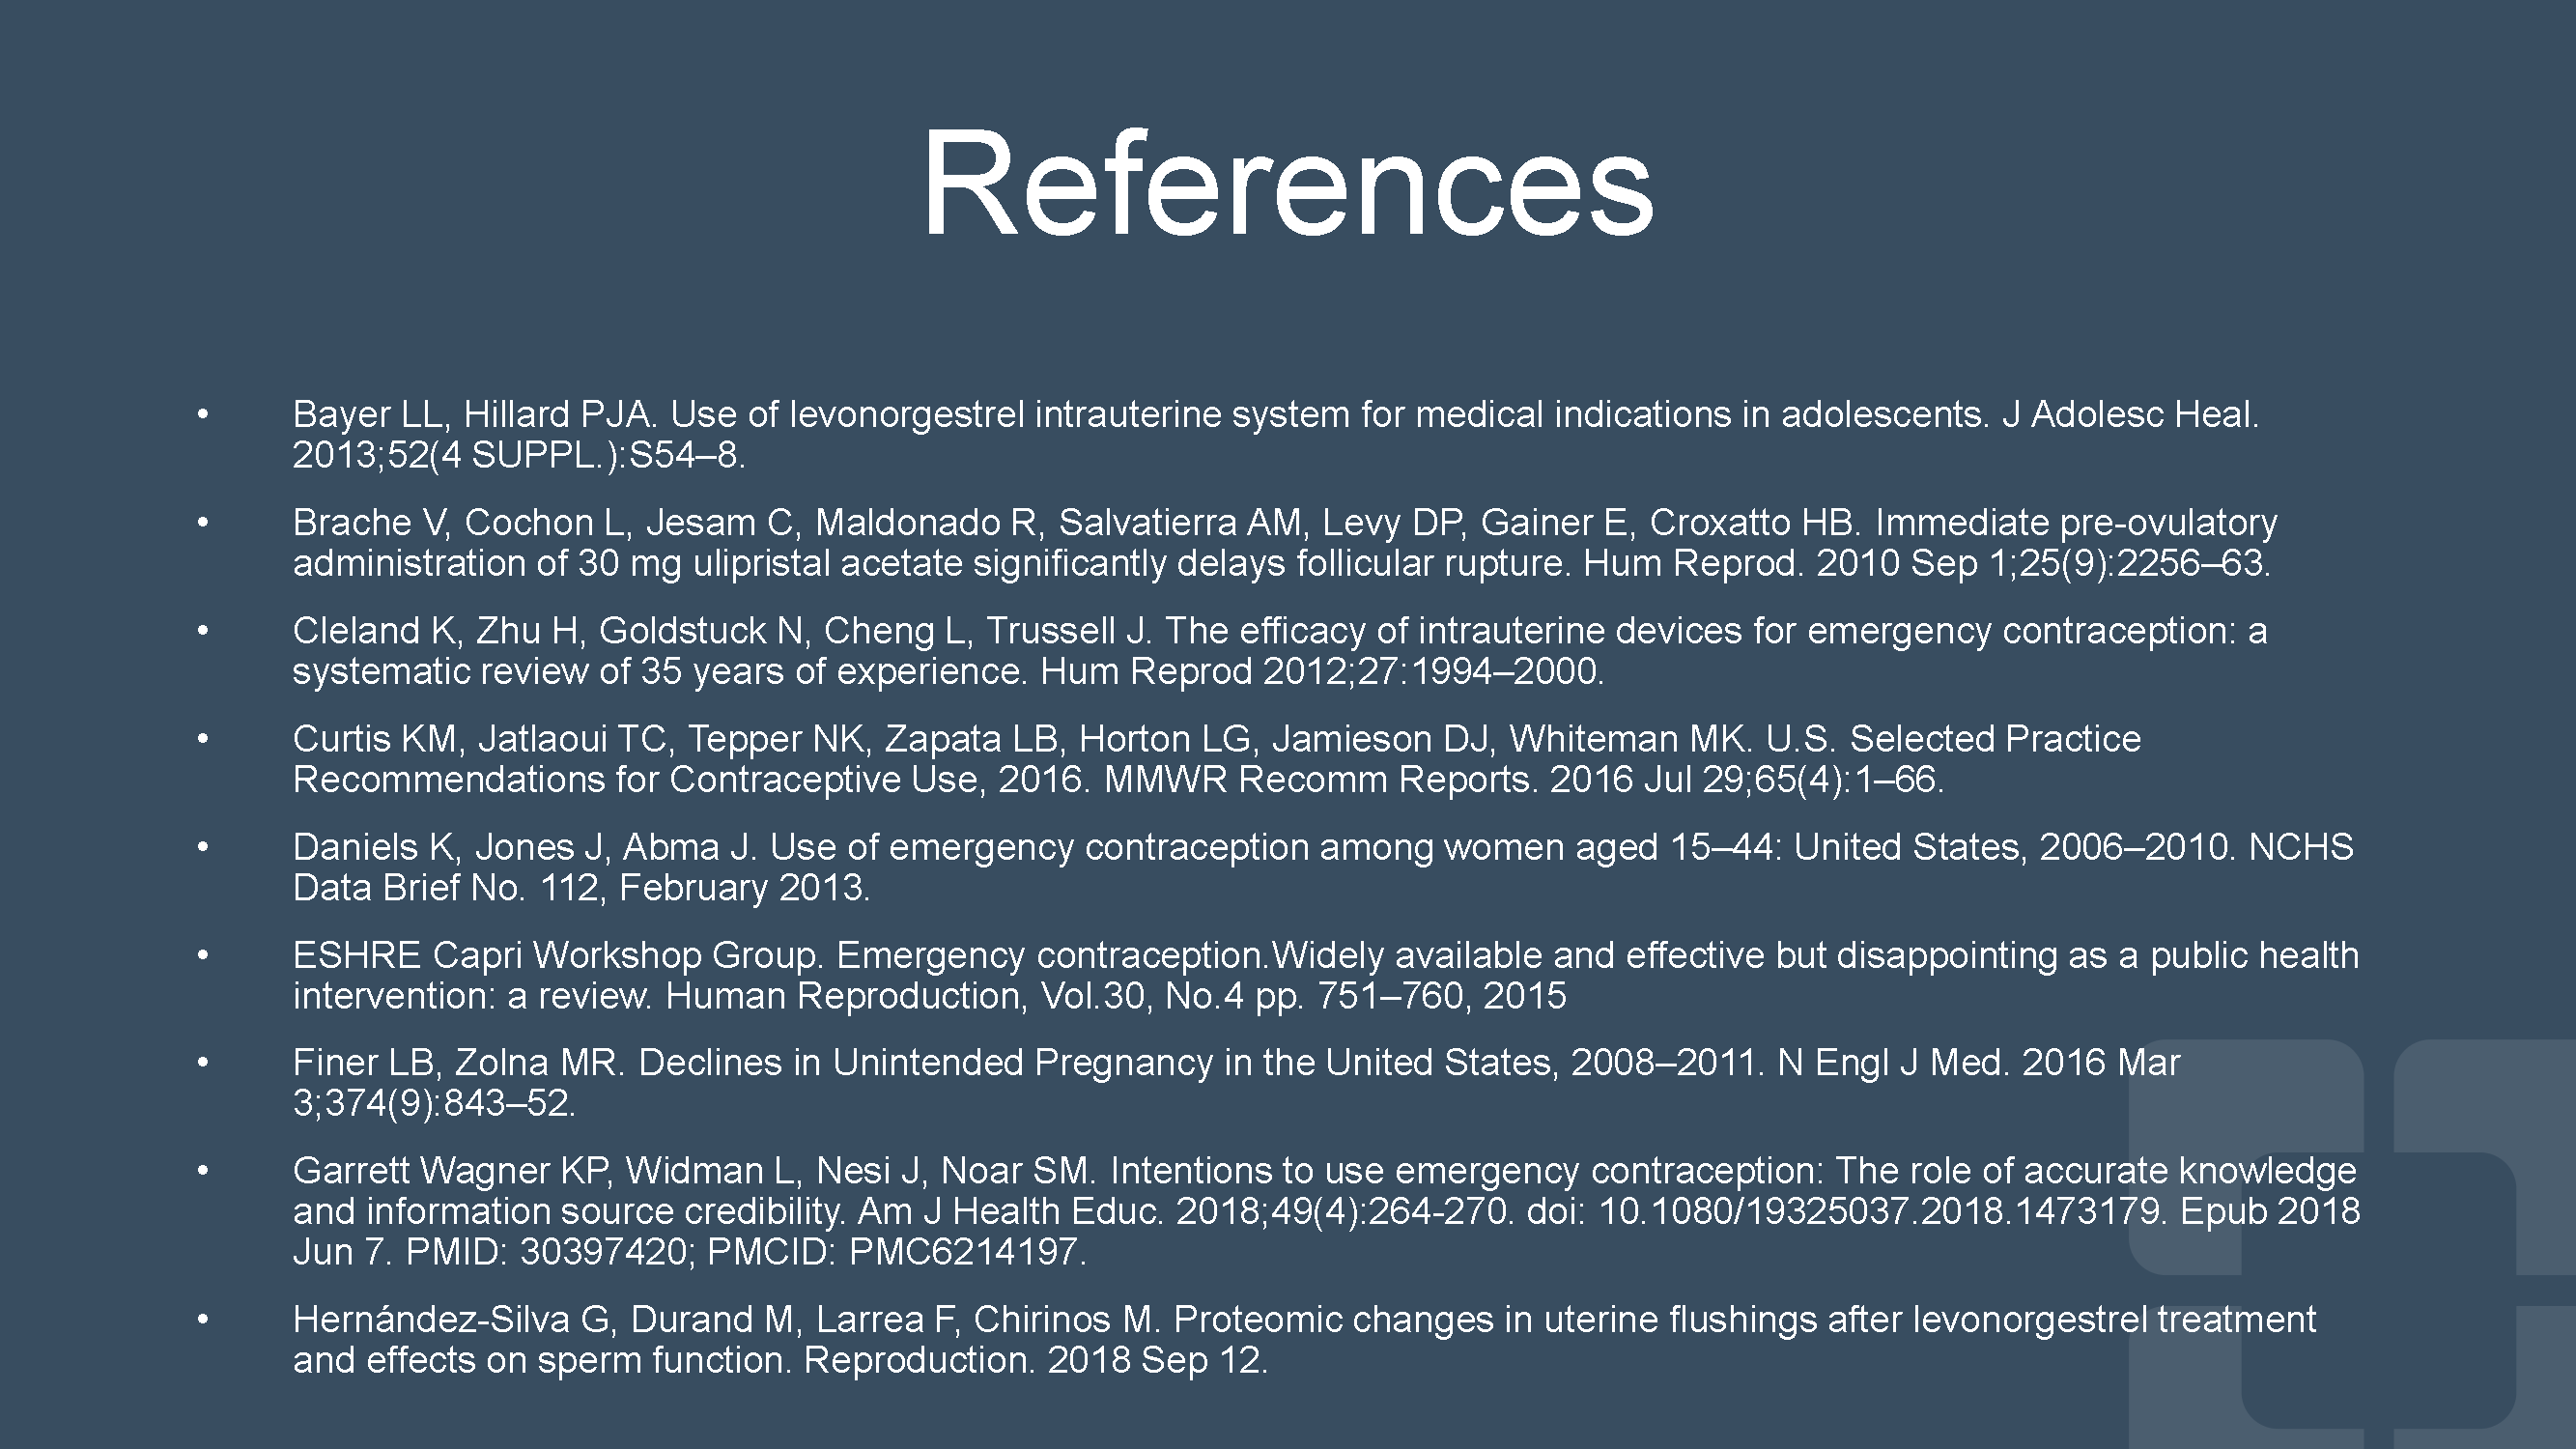 References
• Bayer LL, Hillard PJA. Use of levonorgestrel intrauterine system for medical indications in adolescents. J Adolesc Heal.
2013;52(4 SUPPL.):S54–8.
• Brache V, Cochon L, Jesam C, Maldonado R, Salvatierra AM, Levy DP, Gainer E, Croxatto HB. Immediate pre-ovulatory
administration of 30 mg ulipristal acetate significantly delays follicular rupture. Hum Reprod. 2010 Sep 1;25(9):2256–63.
• Cleland K, Zhu H, Goldstuck N, Cheng L, Trussell J. The efficacy of intrauterine devices for emergency contraception: a
systematic review of 35 years of experience. Hum Reprod 2012;27:1994–2000.
• Curtis KM, Jatlaoui TC, Tepper NK, Zapata LB, Horton LG, Jamieson DJ, Whiteman MK. U.S. Selected Practice
Recommendations for Contraceptive Use, 2016. MMWR Recomm Reports. 2016 Jul 29;65(4):1–66.
• Daniels K, Jones J, Abma J. Use of emergency contraception among women aged 15–44: United States, 2006–2010. NCHS
Data Brief No. 112, February 2013.
• ESHRE Capri Workshop Group. Emergency contraception.Widely available and effective but disappointing as a public health
intervention: a review. Human Reproduction, Vol.30, No.4 pp. 751–760, 2015
• Finer LB, Zolna MR. Declines in Unintended Pregnancy in the United States, 2008–2011. N Engl J Med. 2016 Mar
3;374(9):843–52.
• Garrett Wagner KP, Widman L, Nesi J, Noar SM. Intentions to use emergency contraception: The role of accurate knowledge
and information source credibility. Am J Health Educ. 2018;49(4):264-270. doi: 10.1080/19325037.2018.1473179. Epub 2018
Jun 7. PMID: 30397420; PMCID: PMC6214197.
• Hernández-Silva G, Durand M, Larrea F, Chirinos M. Proteomic changes in uterine flushings after levonorgestrel treatment
and effects on sperm function. Reproduction. 2018 Sep 12.